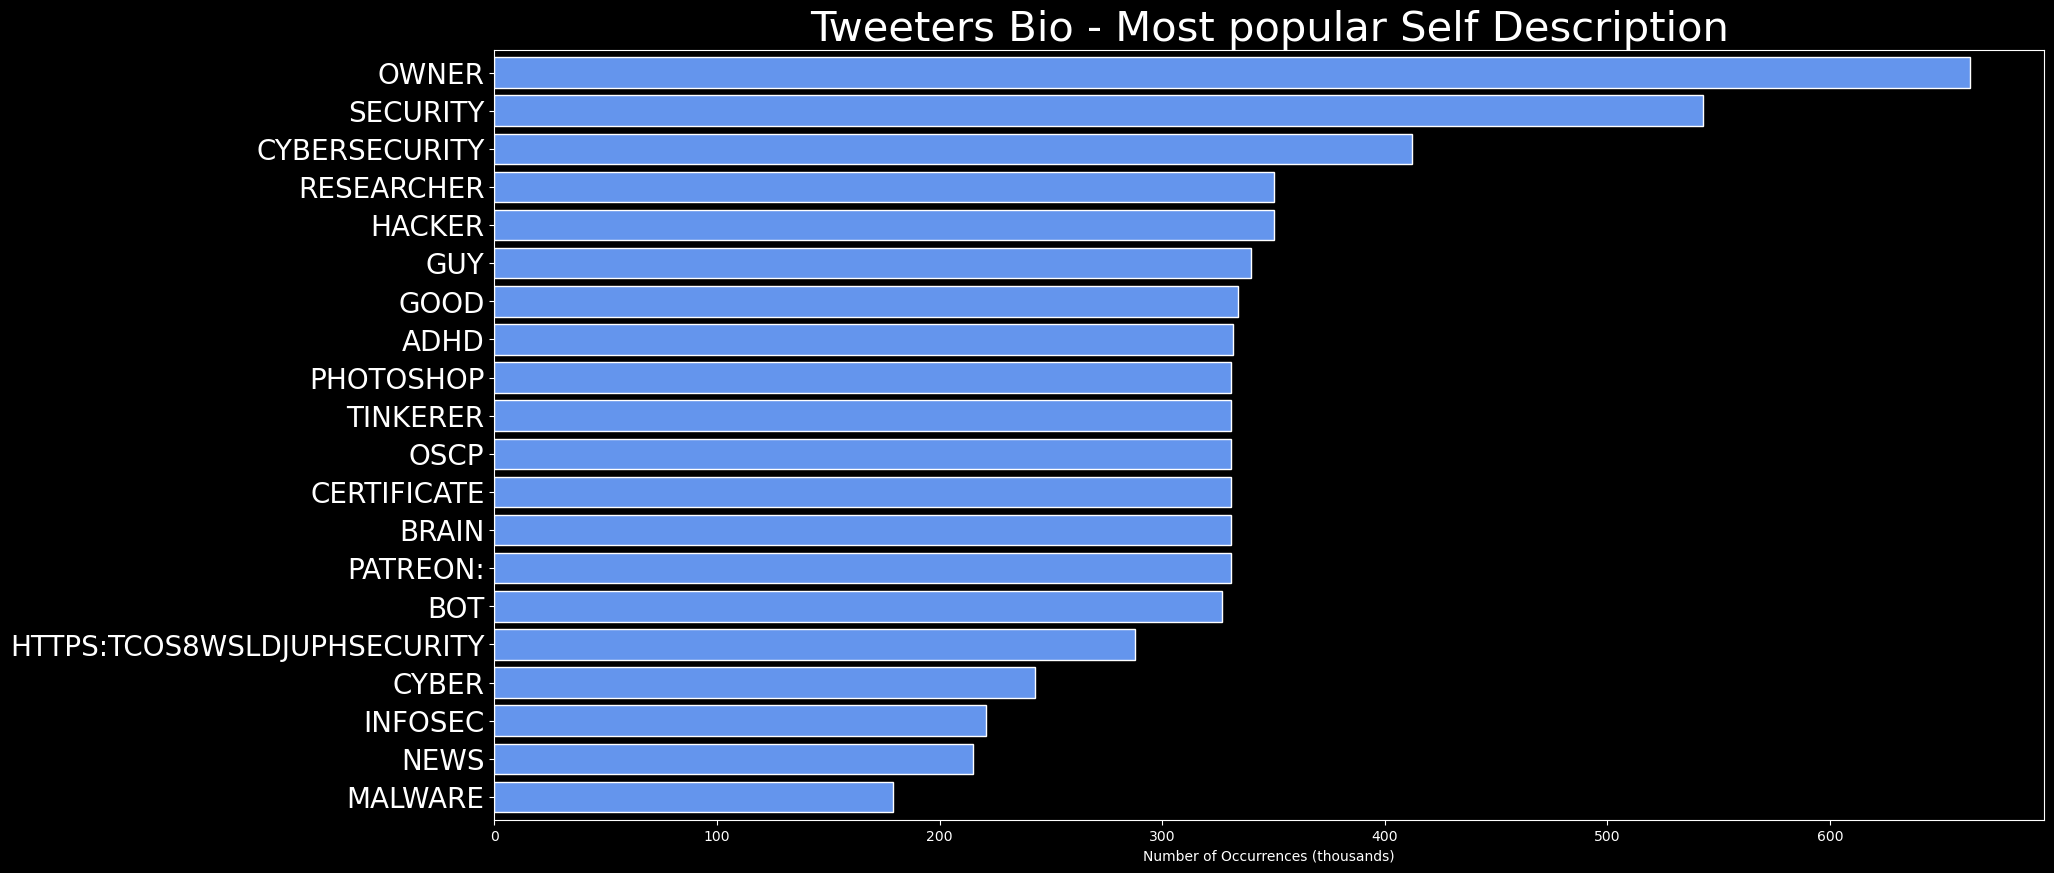 Tweeters Bio - Most popular Self Description
OWNER
SECURITY
CYBERSECURITY
RESEARCHER
HACKER
GUY
GOOD
ADHD
PHOTOSHOP
TINKERER
OSCP
CERTIFICATE
BRAIN
PATREON:
BOT
HTTPS:TCOS8WSLDJUPHSECURITY
CYBER
INFOSEC
NEWS
MALWARE
0 100 200 300 400 500 600
Number of Occurrences (thousands)